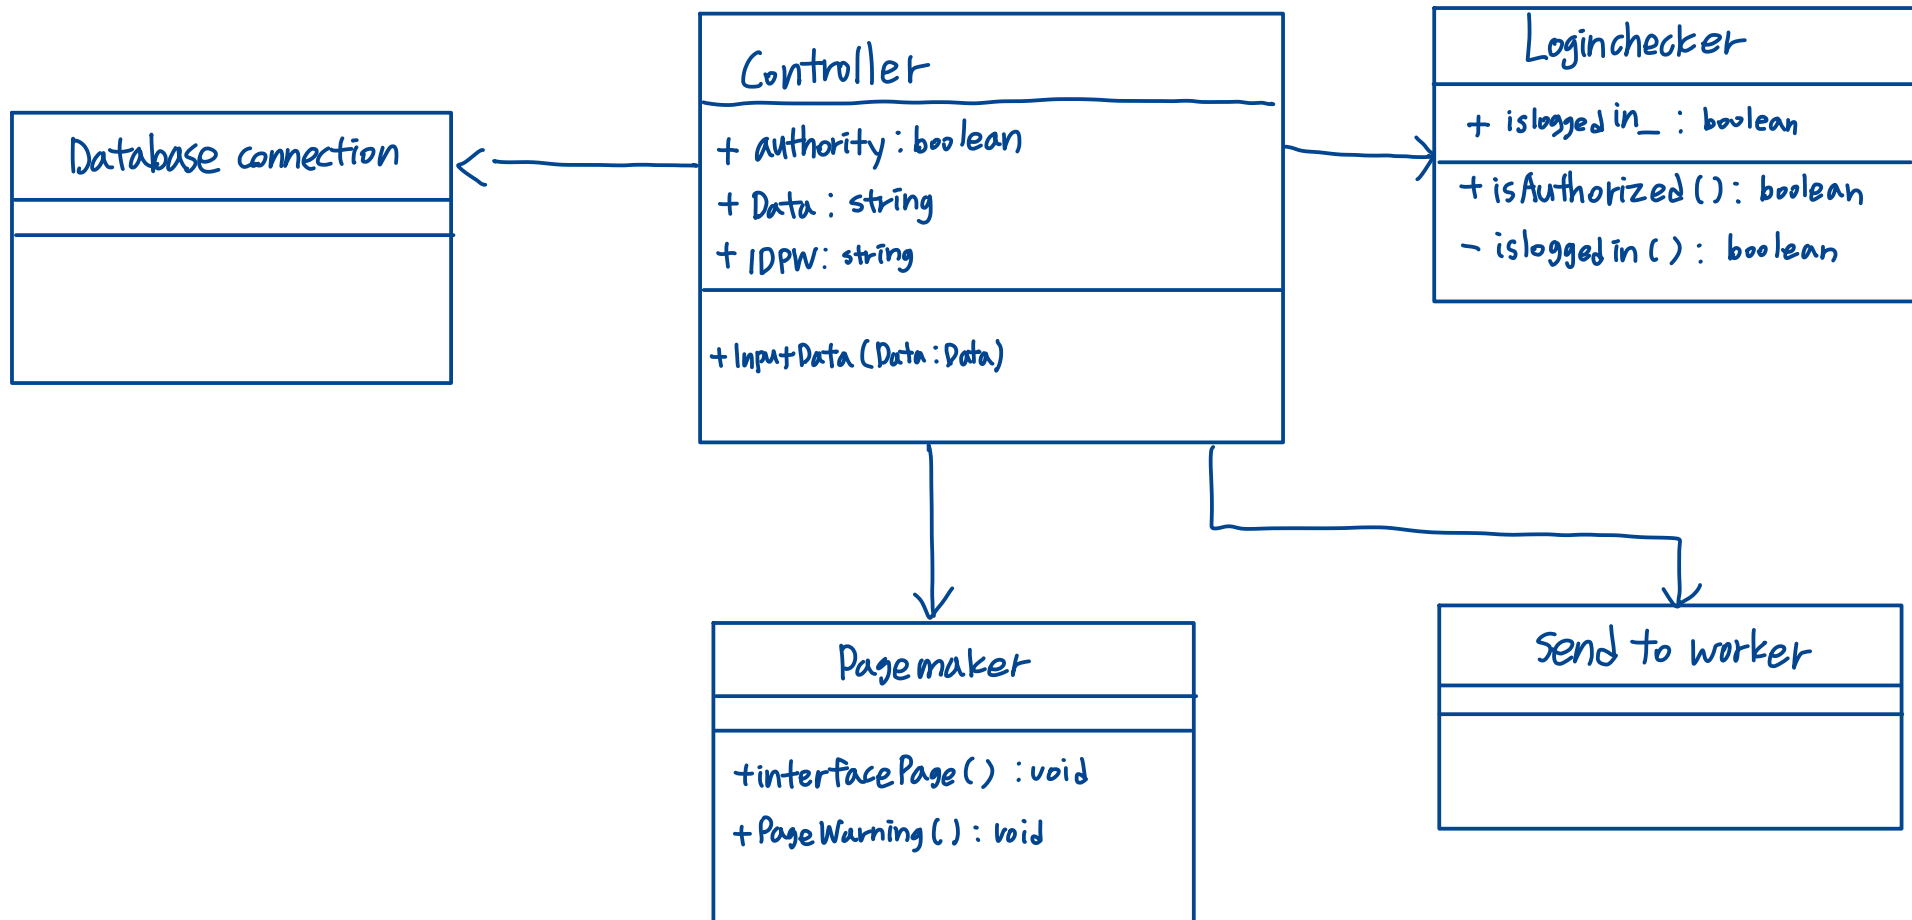 Database connection
Controller
+ authority : boolean
+ Data : string
+ IDPW : string
+ InputData (Data : Data)
Loginchecker
+ islogged in_ : boolean
+ isAuthorized ( ) : boolean
- islogged in ( ) : boolean
Pagemaker
+ interfacePage ( ) : void
+ PageWarning ( ) : void
send to worker